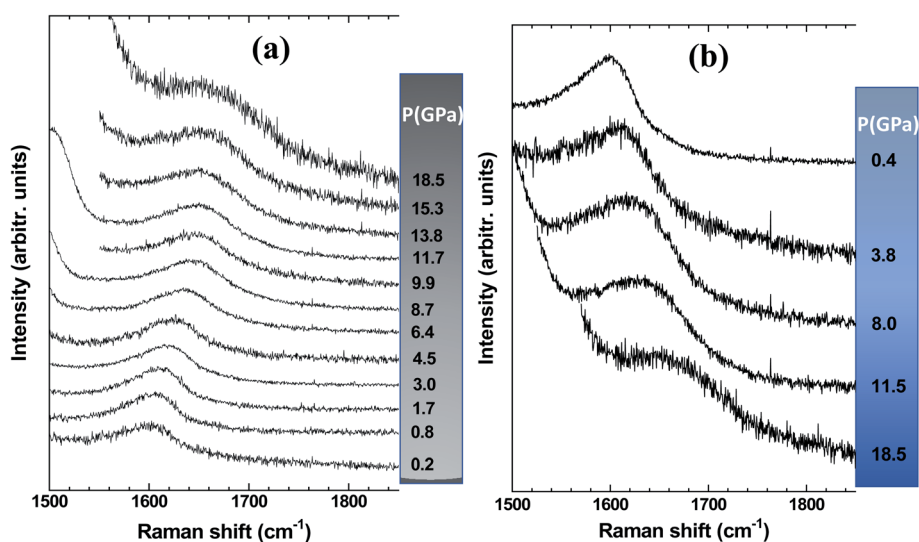 (a)
P(GPa)
18.5
15.3
13.8
11.7
9.9
8.7
6.4
4.5
3.0
1.7
0.8
0.2
Intensity (arbitr. units)
1500 1600 1700 1800
Raman shift (cm-1)
(b)
P(GPa)
0.4
3.8
8.0
11.5
18.5
Intensity (arbitr. units)
1500 1600 1700 1800
Raman shift (cm-1)